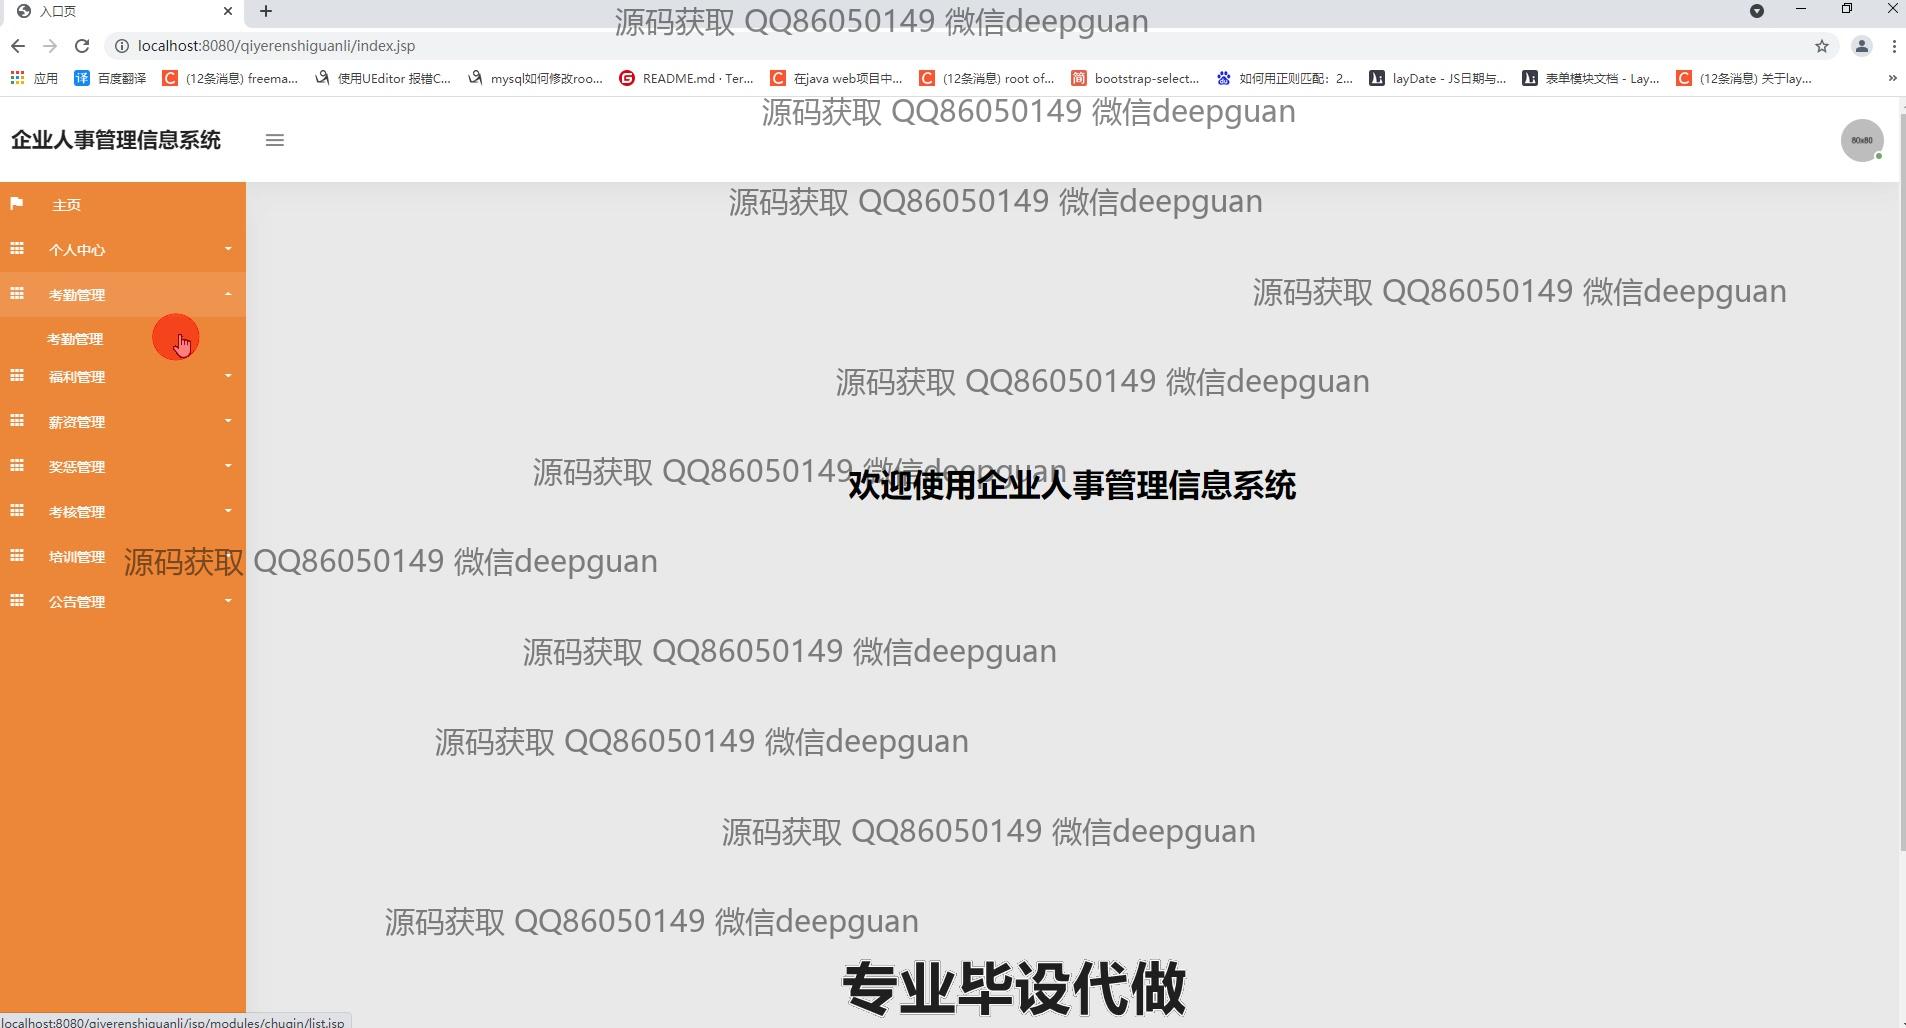 入口页
源码获取 QQ86050149 微信deepguan
localhost:8080/qiyerenshiguanli/index.jsp
应用 百度翻译 (12条消息) freema... 使用UEditor 报错C... mysql如何修改roo... README.md · Ter... 在java web项目中... (12条消息) root of... bootstrap-select... 如何用正则匹配：2... layDate - JS日期与... 表单模块文档 - Lay... (12条消息) 关于lay...
源码获取 QQ86050149 微信deepguan
企业人事管理信息系统
80x80
主页
源码获取 QQ86050149 微信deepguan
个人中心
考勤管理
源码获取 QQ86050149 微信deepguan
考勤管理
福利管理
源码获取 QQ86050149 微信deepguan
薪资管理
奖惩管理
源码获取 QQ86050149 微信deepguan
欢迎使用企业人事管理信息系统
考核管理
培训管理
源码获取 QQ86050149 微信deepguan
公告管理
源码获取 QQ86050149 微信deepguan
源码获取 QQ86050149 微信deepguan
源码获取 QQ86050149 微信deepguan
源码获取 QQ86050149 微信deepguan
专业毕设代做
localhost:8080/qiyerenshiguanli/jsp/modules/chuqin/list.jsp